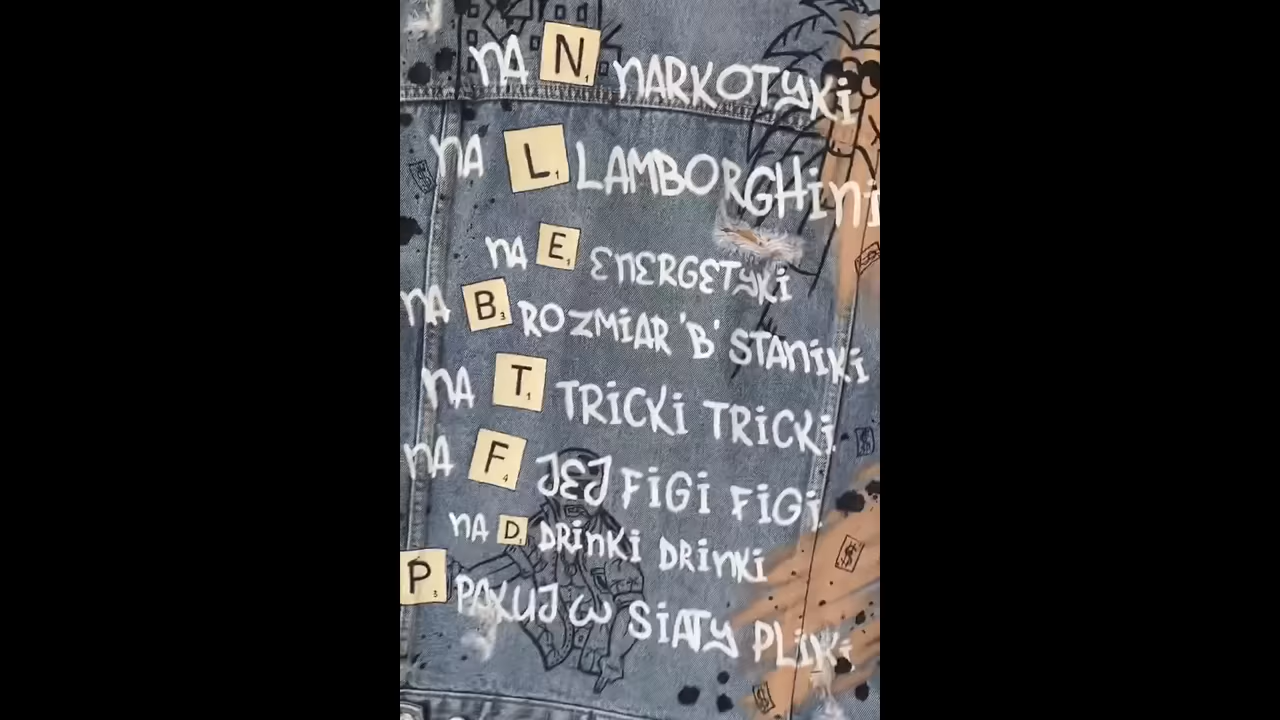 NA N NARKOTYKI
NA L LAMBORGHINI
NA E ENERGETYKI
NA B ROZMIAR 'B' STANIKI
NA T TRICKI TRICKI
NA F JEJ FIGI FIGI
NA D DRINKI DRINKI
P PAKUJ W SIATY PLIKI